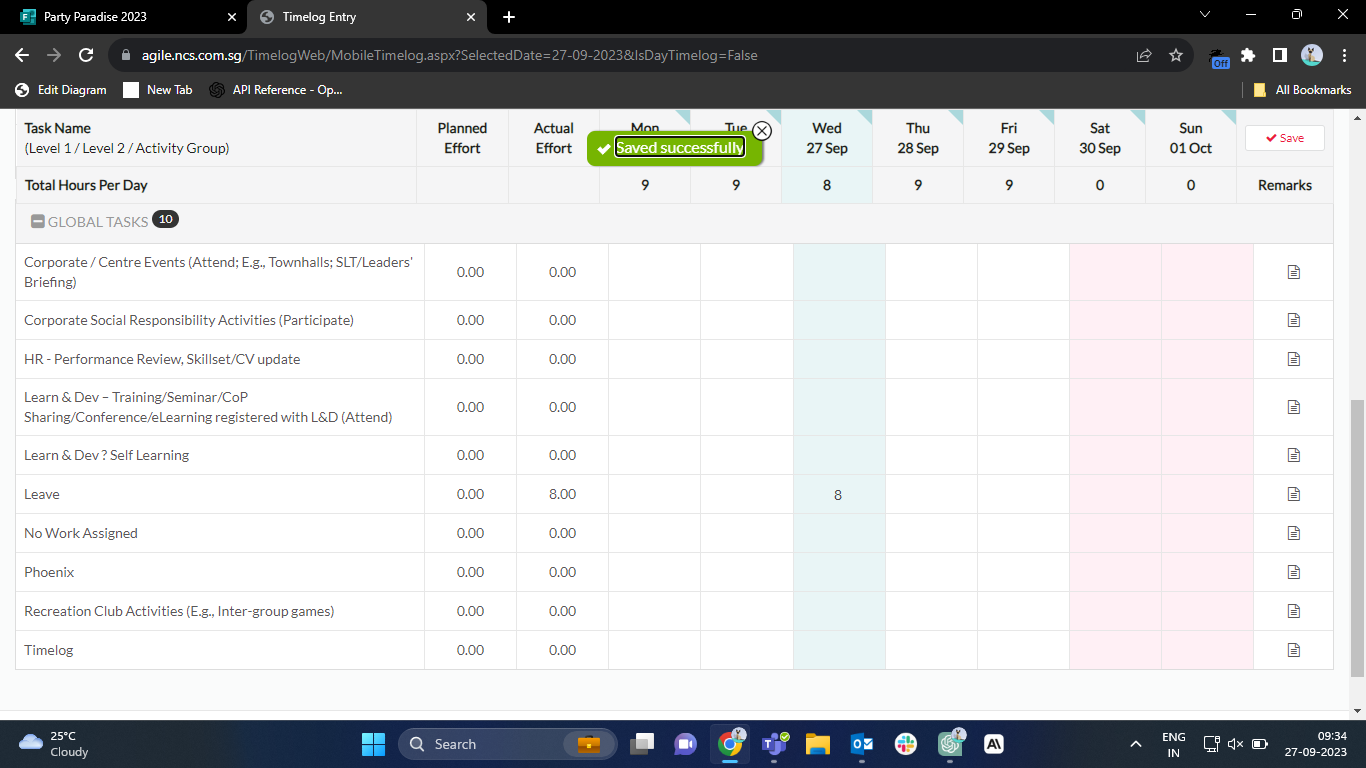 Party Paradise 2023
Timelog Entry
agile.ncs.com.sg/TimelogWeb/MobileTimelog.aspx?SelectedDate=27-09-2023&IsDayTimelog=False
Off
Edit Diagram
New Tab
API Reference - Op...
All Bookmarks
Task Name
(Level 1 / Level 2 / Activity Group)
Planned
Effort
Actual
Effort
Mon
Tue
Saved successfully
Wed
27 Sep
Thu
28 Sep
Fri
29 Sep
Sat
30 Sep
Sun
01 Oct
Save
Total Hours Per Day 9 9 8 9 9 0 0 Remarks
GLOBAL TASKS 10
Corporate / Centre Events (Attend; E.g., Townhalls; SLT/Leaders'
Briefing)
0.00 0.00
Corporate Social Responsibility Activities (Participate) 0.00 0.00
HR - Performance Review, Skillset/CV update 0.00 0.00
Learn & Dev – Training/Seminar/CoP
Sharing/Conference/eLearning registered with L&D (Attend)
0.00 0.00
Learn & Dev ? Self Learning 0.00 0.00
Leave 0.00 8.00 8
No Work Assigned 0.00 0.00
Phoenix 0.00 0.00
Recreation Club Activities (E.g., Inter-group games) 0.00 0.00
Timelog 0.00 0.00
25°C
Cloudy
Search
ENG
IN
09:34
27-09-2023